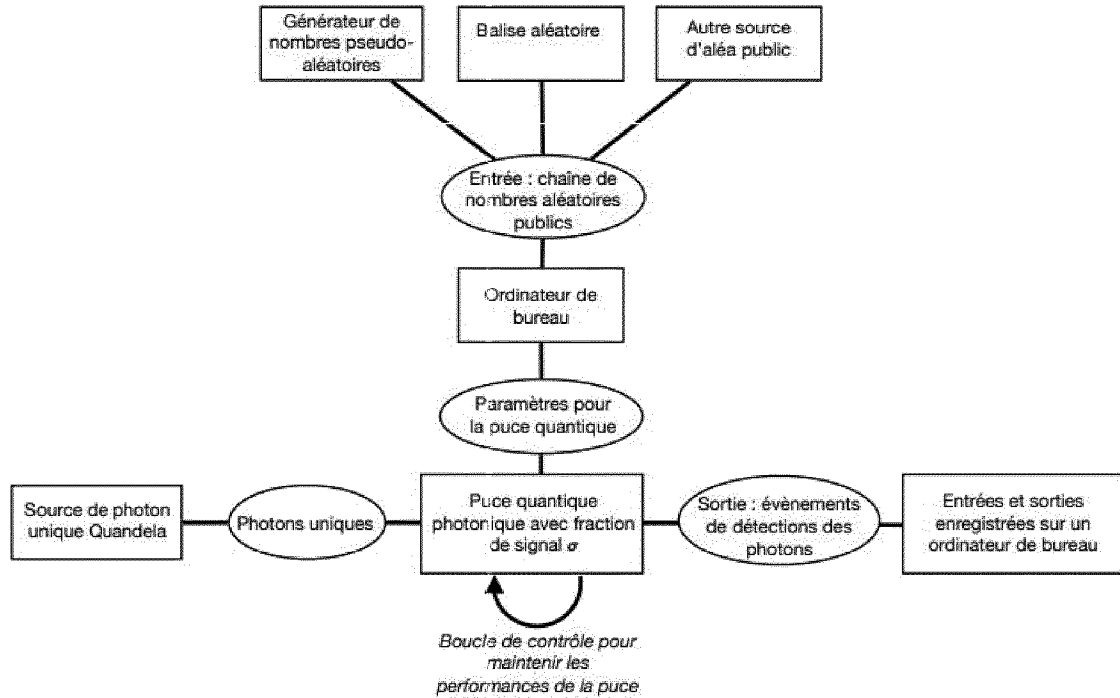 Générateur de
nombres pseudo-
aléatoires
Balise aléatoire
Autre source
d'aléa public
Entrée : chaîne de
nombres aléatoires
publics
Ordinateur de
bureau
Paramètres pour
la puce quantique
Source de photon
unique Quandela
Photons uniques
Puce quantique
photonique avec fraction
de signal σ
Sortie : évènements
de détections des
photons
Entrées et sorties
enregistrées sur un
ordinateur de bureau
Boucle de contrôle pour
maintenir les
performances de la puce